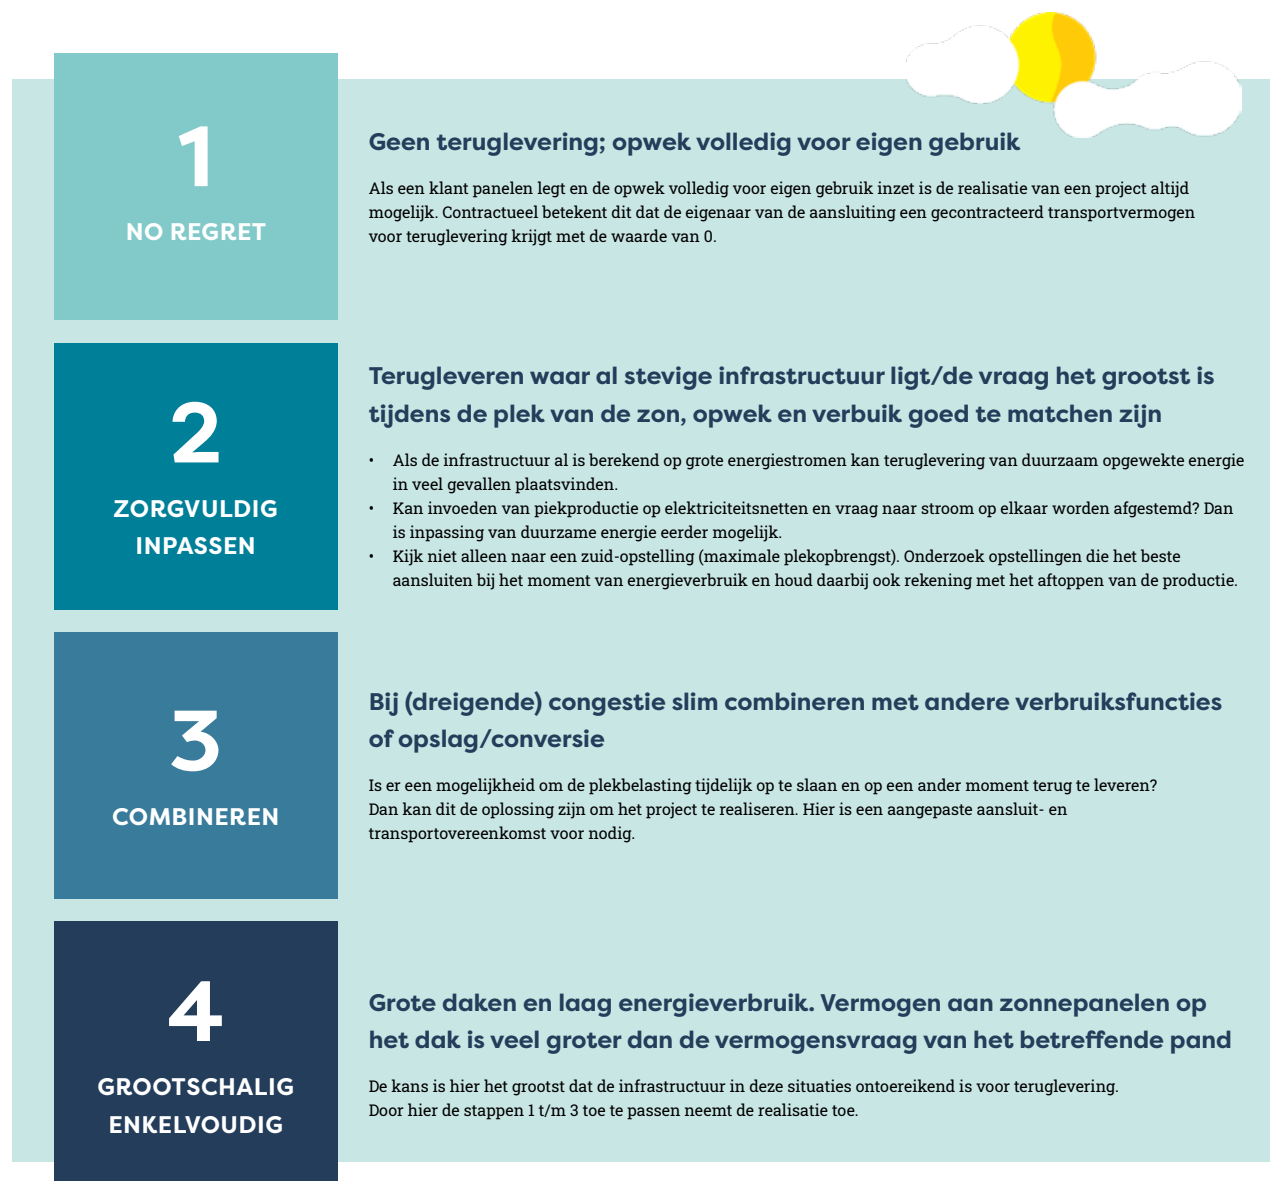 1
NO REGRET
Geen teruglevering; opwek volledig voor eigen gebruik
Als een klant panelen legt en de opwek volledig voor eigen gebruik inzet is de realisatie van een project altijd
mogelijk. Contractueel betekent dit dat de eigenaar van de aansluiting een gecontracteerd transportvermogen
voor teruglevering krijgt met de waarde van 0.
2
ZORGVULDIG
INPASSEN
Terugleveren waar al stevige infrastructuur ligt/de vraag het grootst is
tijdens de plek van de zon, opwek en verbuik goed te matchen zijn
• Als de infrastructuur al is berekend op grote energiestromen kan teruglevering van duurzaam opgewekte energie
in veel gevallen plaatsvinden.
• Kan invoeden van piekproductie op elektriciteitsnetten en vraag naar stroom op elkaar worden afgestemd? Dan
is inpassing van duurzame energie eerder mogelijk.
• Kijk niet alleen naar een zuid-opstelling (maximale plekopbrengst). Onderzoek opstellingen die het beste
aansluiten bij het moment van energieverbruik en houd daarbij ook rekening met het aftoppen van de productie.
3
COMBINEREN
Bij (dreigende) congestie slim combineren met andere verbruiksfuncties
of opslag/conversie
Is er een mogelijkheid om de plekbelasting tijdelijk op te slaan en op een ander moment terug te leveren?
Dan kan dit de oplossing zijn om het project te realiseren. Hier is een aangepaste aansluit- en
transportovereenkomst voor nodig.
4
GROOTSCHALIG
ENKELVOUDIG
Grote daken en laag energieverbruik. Vermogen aan zonnepanelen op
het dak is veel groter dan de vermogensvraag van het betreffende pand
De kans is hier het grootst dat de infrastructuur in deze situaties ontoereikend is voor teruglevering.
Door hier de stappen 1 t/m 3 toe te passen neemt de realisatie toe.